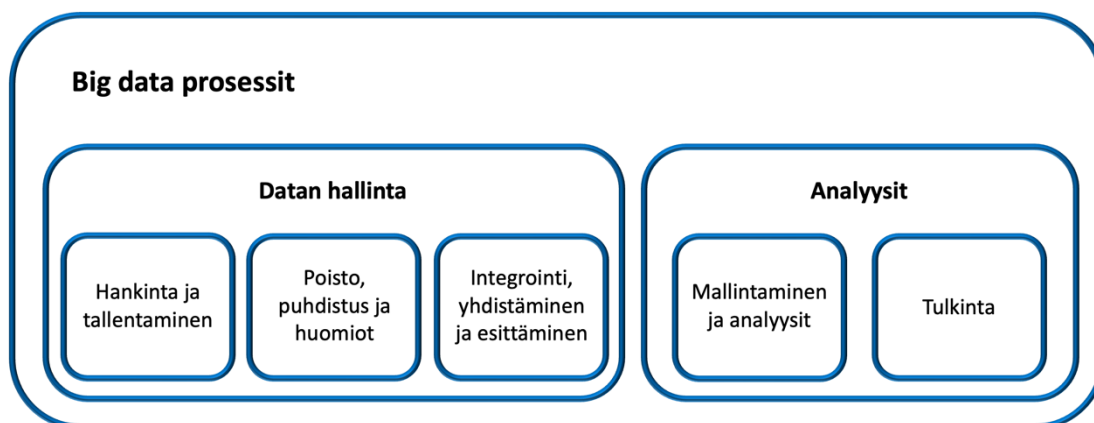 Big data prosessit
Datan hallinta
Hankinta ja
tallentaminen
Poisto,
puhdistus ja
huomiot
Integrointi,
yhdistäminen
ja esittäminen
Analyysit
Mallintaminen
ja analyysit
Tulkinta